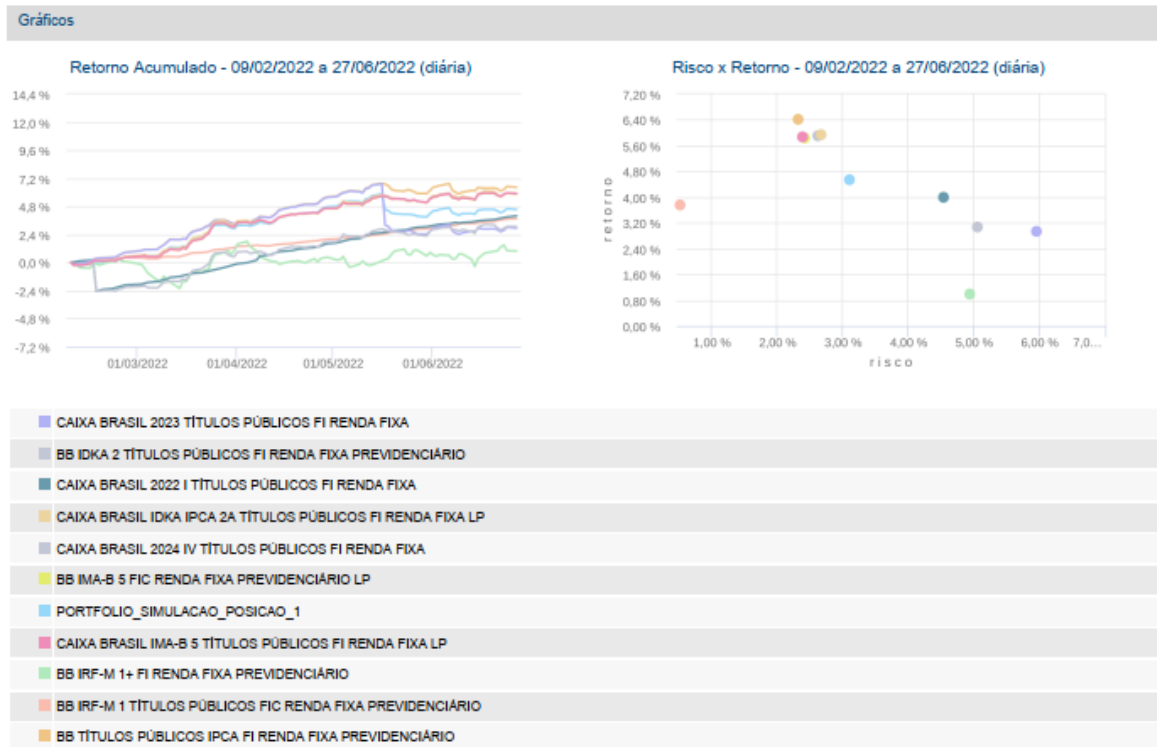 Gráficos
Retorno Acumulado - 09/02/2022 a 27/06/2022 (diária)
14,4 %
12,0 %
9,6 %
7,2 %
4,8 %
2,4 %
0,0 %
-2,4 %
-4,8 %
-7,2 %
01/03/2022 01/04/2022 01/05/2022 01/06/2022
Risco x Retorno - 09/02/2022 a 27/06/2022 (diária)
7,20 %
6,40 %
5,60 %
4,80 %
4,00 %
3,20 %
2,40 %
1,60 %
0,80 %
0,00 %
retorno
1,00 % 2,00 % 3,00 % 4,00 % 5,00 % 6,00 % 7,0...
risco
CAIXA BRASIL 2023 TÍTULOS PÚBLICOS FI RENDA FIXA
BB IDKA 2 TÍTULOS PÚBLICOS FI RENDA FIXA PREVIDENCIÁRIO
CAIXA BRASIL 2022 I TÍTULOS PÚBLICOS FI RENDA FIXA
CAIXA BRASIL IDKA IPCA 2A TÍTULOS PÚBLICOS FI RENDA FIXA LP
CAIXA BRASIL 2024 IV TÍTULOS PÚBLICOS FI RENDA FIXA
BB IMA-B 5 FIC RENDA FIXA PREVIDENCIÁRIO LP
PORTFOLIO_SIMULACAO_POSICAO_1
CAIXA BRASIL IMA-B 5 TÍTULOS PÚBLICOS FI RENDA FIXA LP
BB IRF-M 1+ FI RENDA FIXA PREVIDENCIÁRIO
BB IRF-M 1 TÍTULOS PÚBLICOS FIC RENDA FIXA PREVIDENCIÁRIO
BB TÍTULOS PÚBLICOS IPCA FI RENDA FIXA PREVIDENCIÁRIO